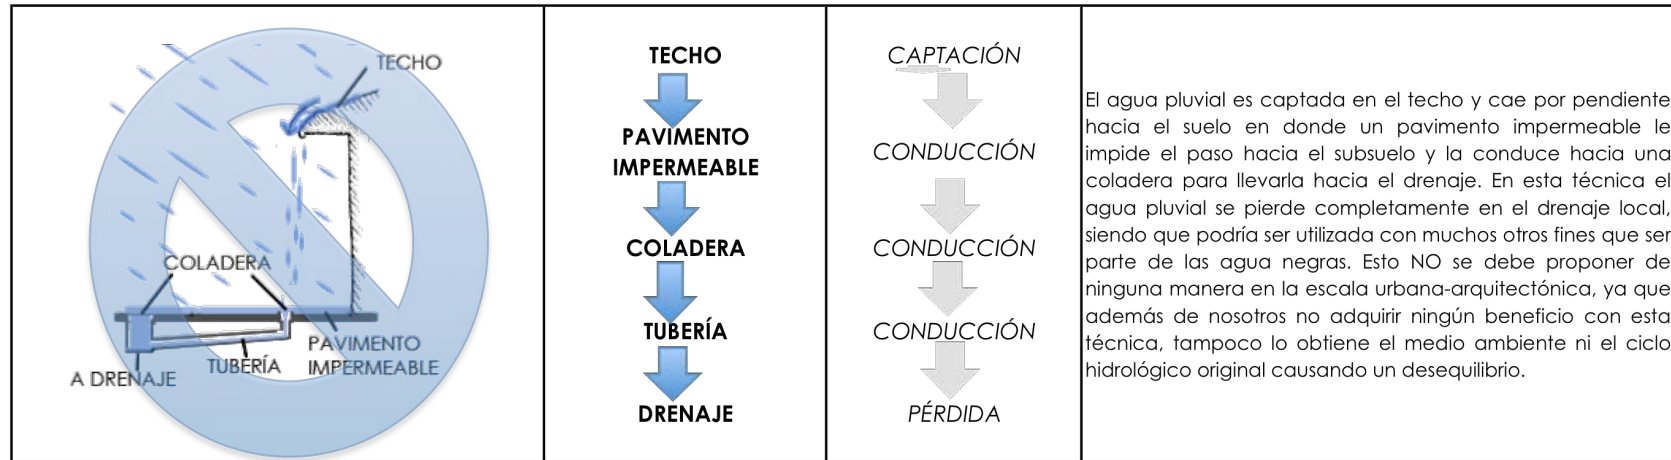 TECHO
COLADERA
PAVIMENTO
IMPERMEABLE
TUBERÍA
A DRENAJE
TECHO
PAVIMENTO
IMPERMEABLE
COLADERA
TUBERÍA
DRENAJE
CAPTACIÓN
CONDUCCIÓN
CONDUCCIÓN
CONDUCCIÓN
PÉRDIDA
El agua pluvial es captada en el techo y cae por pendiente
hacia el suelo en donde un pavimento impermeable le
impide el paso hacia el subsuelo y la conduce hacia una
coladera para llevarla hacia el drenaje. En esta técnica el
agua pluvial se pierde completamente en el drenaje local,
siendo que podría ser utilizada con muchos otros fines que ser
parte de las agua negras. Esto NO se debe proponer de
ninguna manera en la escala urbana-arquitectónica, ya que
además de nosotros no adquirir ningún beneficio con esta
técnica, tampoco lo obtiene el medio ambiente ni el ciclo
hidrológico original causando un desequilibrio.